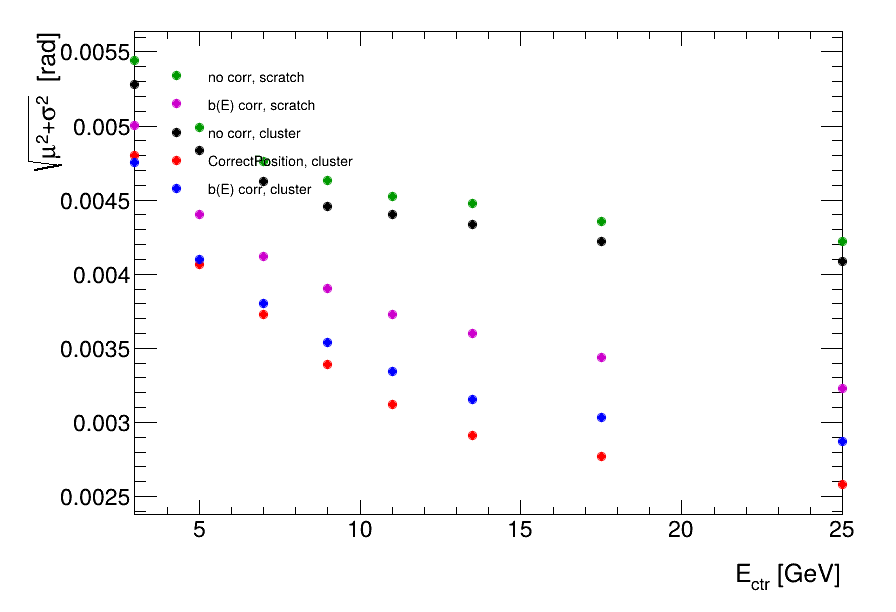 √μ²+σ² [rad]
0.0055
0.005
0.0045
0.004
0.0035
0.003
0.0025
no corr, scratch
b(E) corr, scratch
no corr, cluster
CorrectPosition, cluster
b(E) corr, cluster
5 10 15 20 25
E_ctr [GeV]